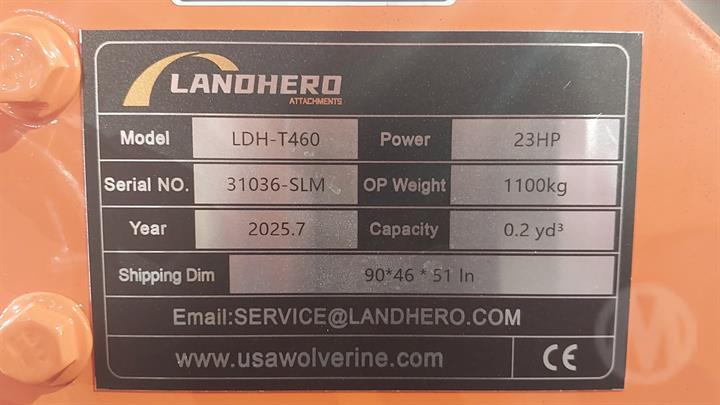 LANDHERO
ATTACHMENTS
Model LDH-T460 Power 23HP
Serial NO. 31036-SLM OP Weight 1100kg
Year 2025.7 Capacity 0.2 yd³
Shipping Dim 90*46 * 51 In
Email:SERVICE@LANDHERO.COM
www.usawolverine.com CE
M